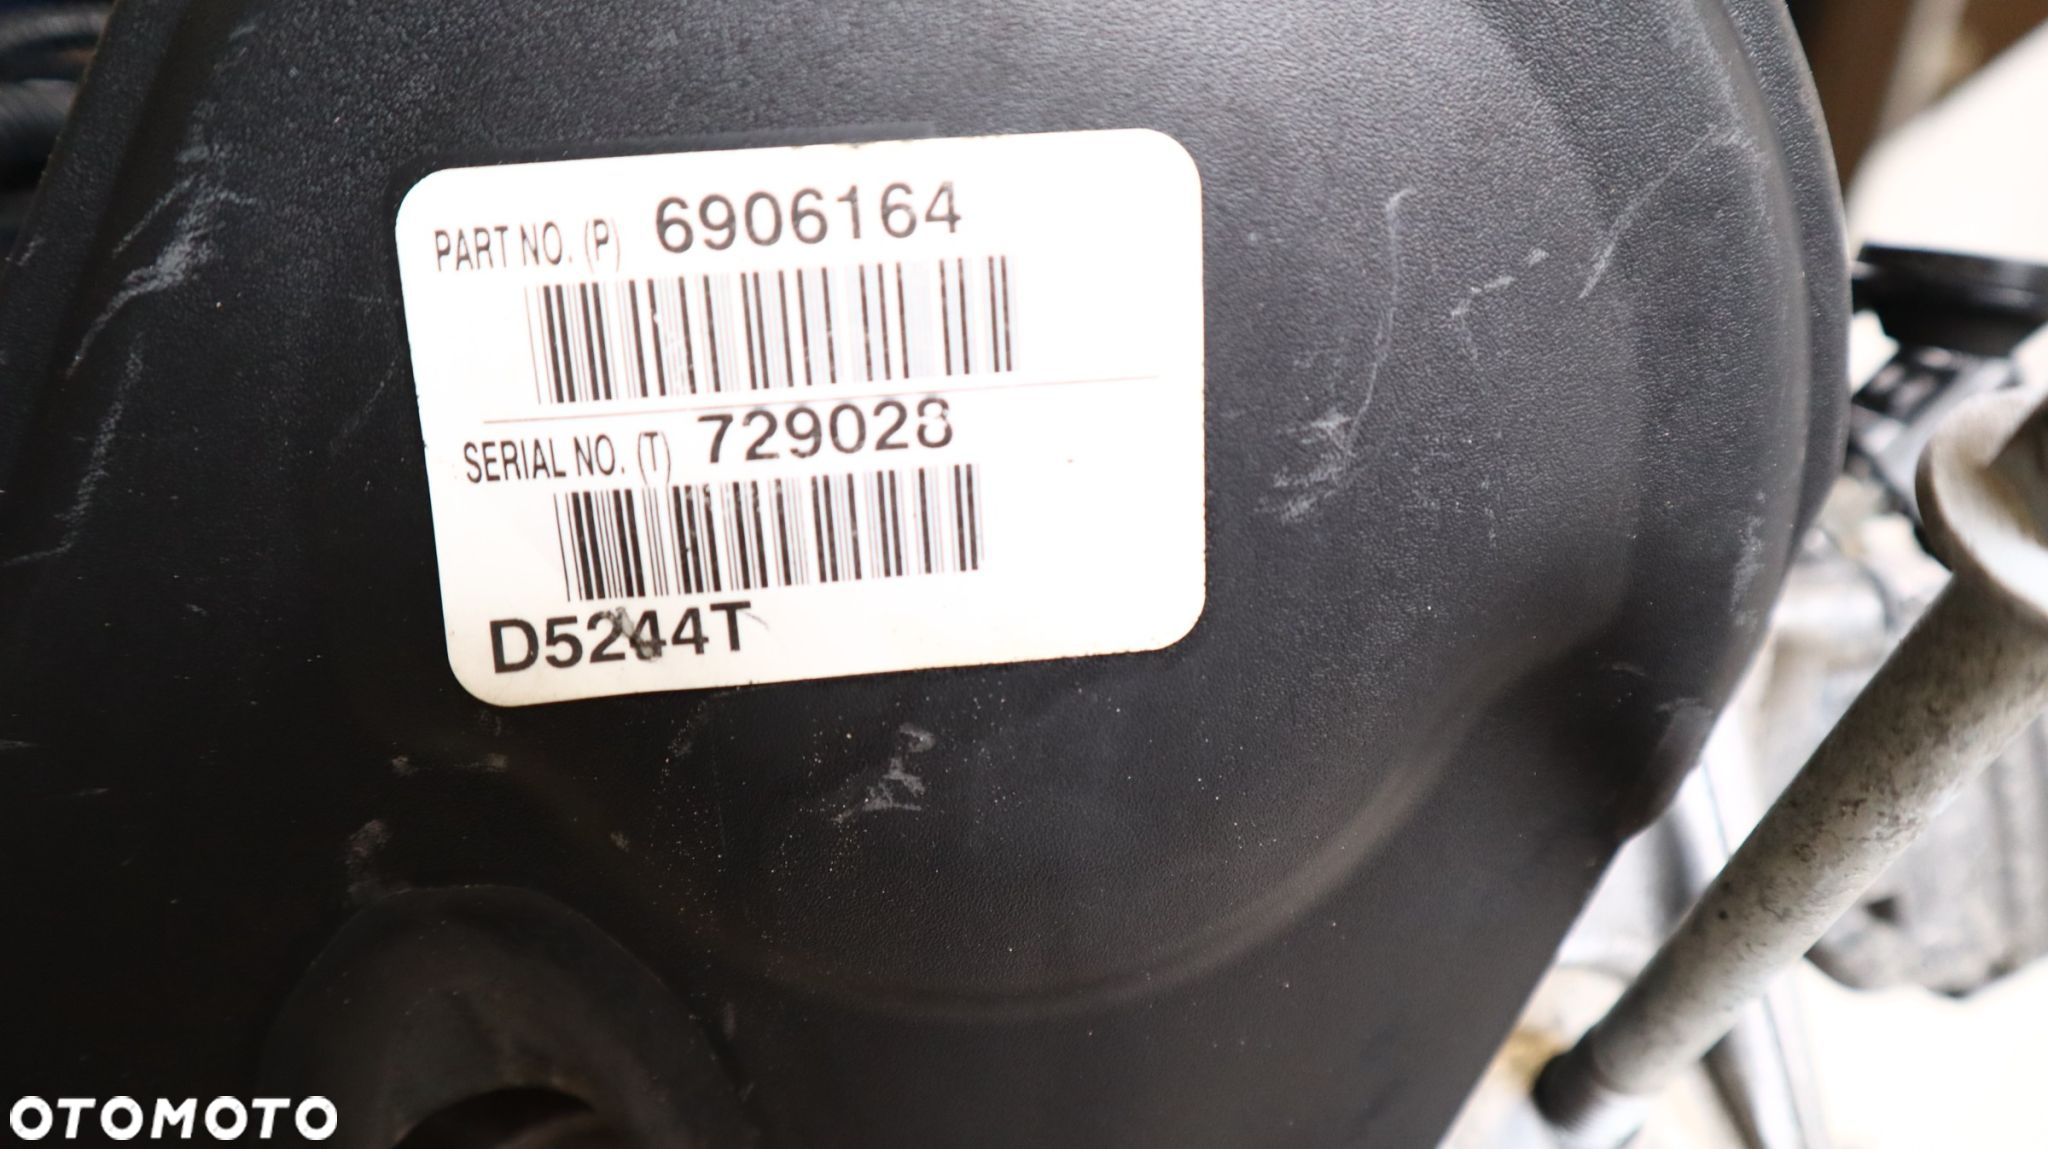 PART NO. (P) 6906164
SERIAL NO. (T) 729028
D5244T
OTOMOTO